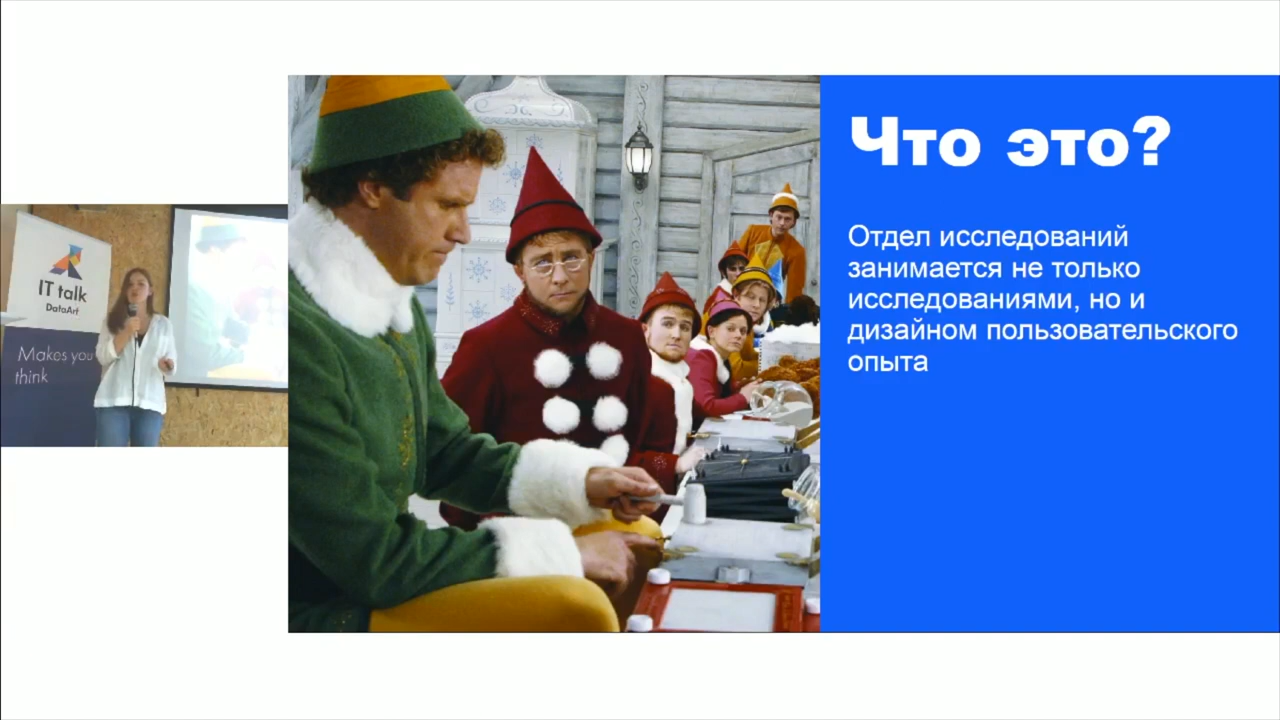 IT talk
DataArt
Makes you
think
Что это?
Отдел исследований
занимается не только
исследованиями, но и
дизайном пользовательского
опыта